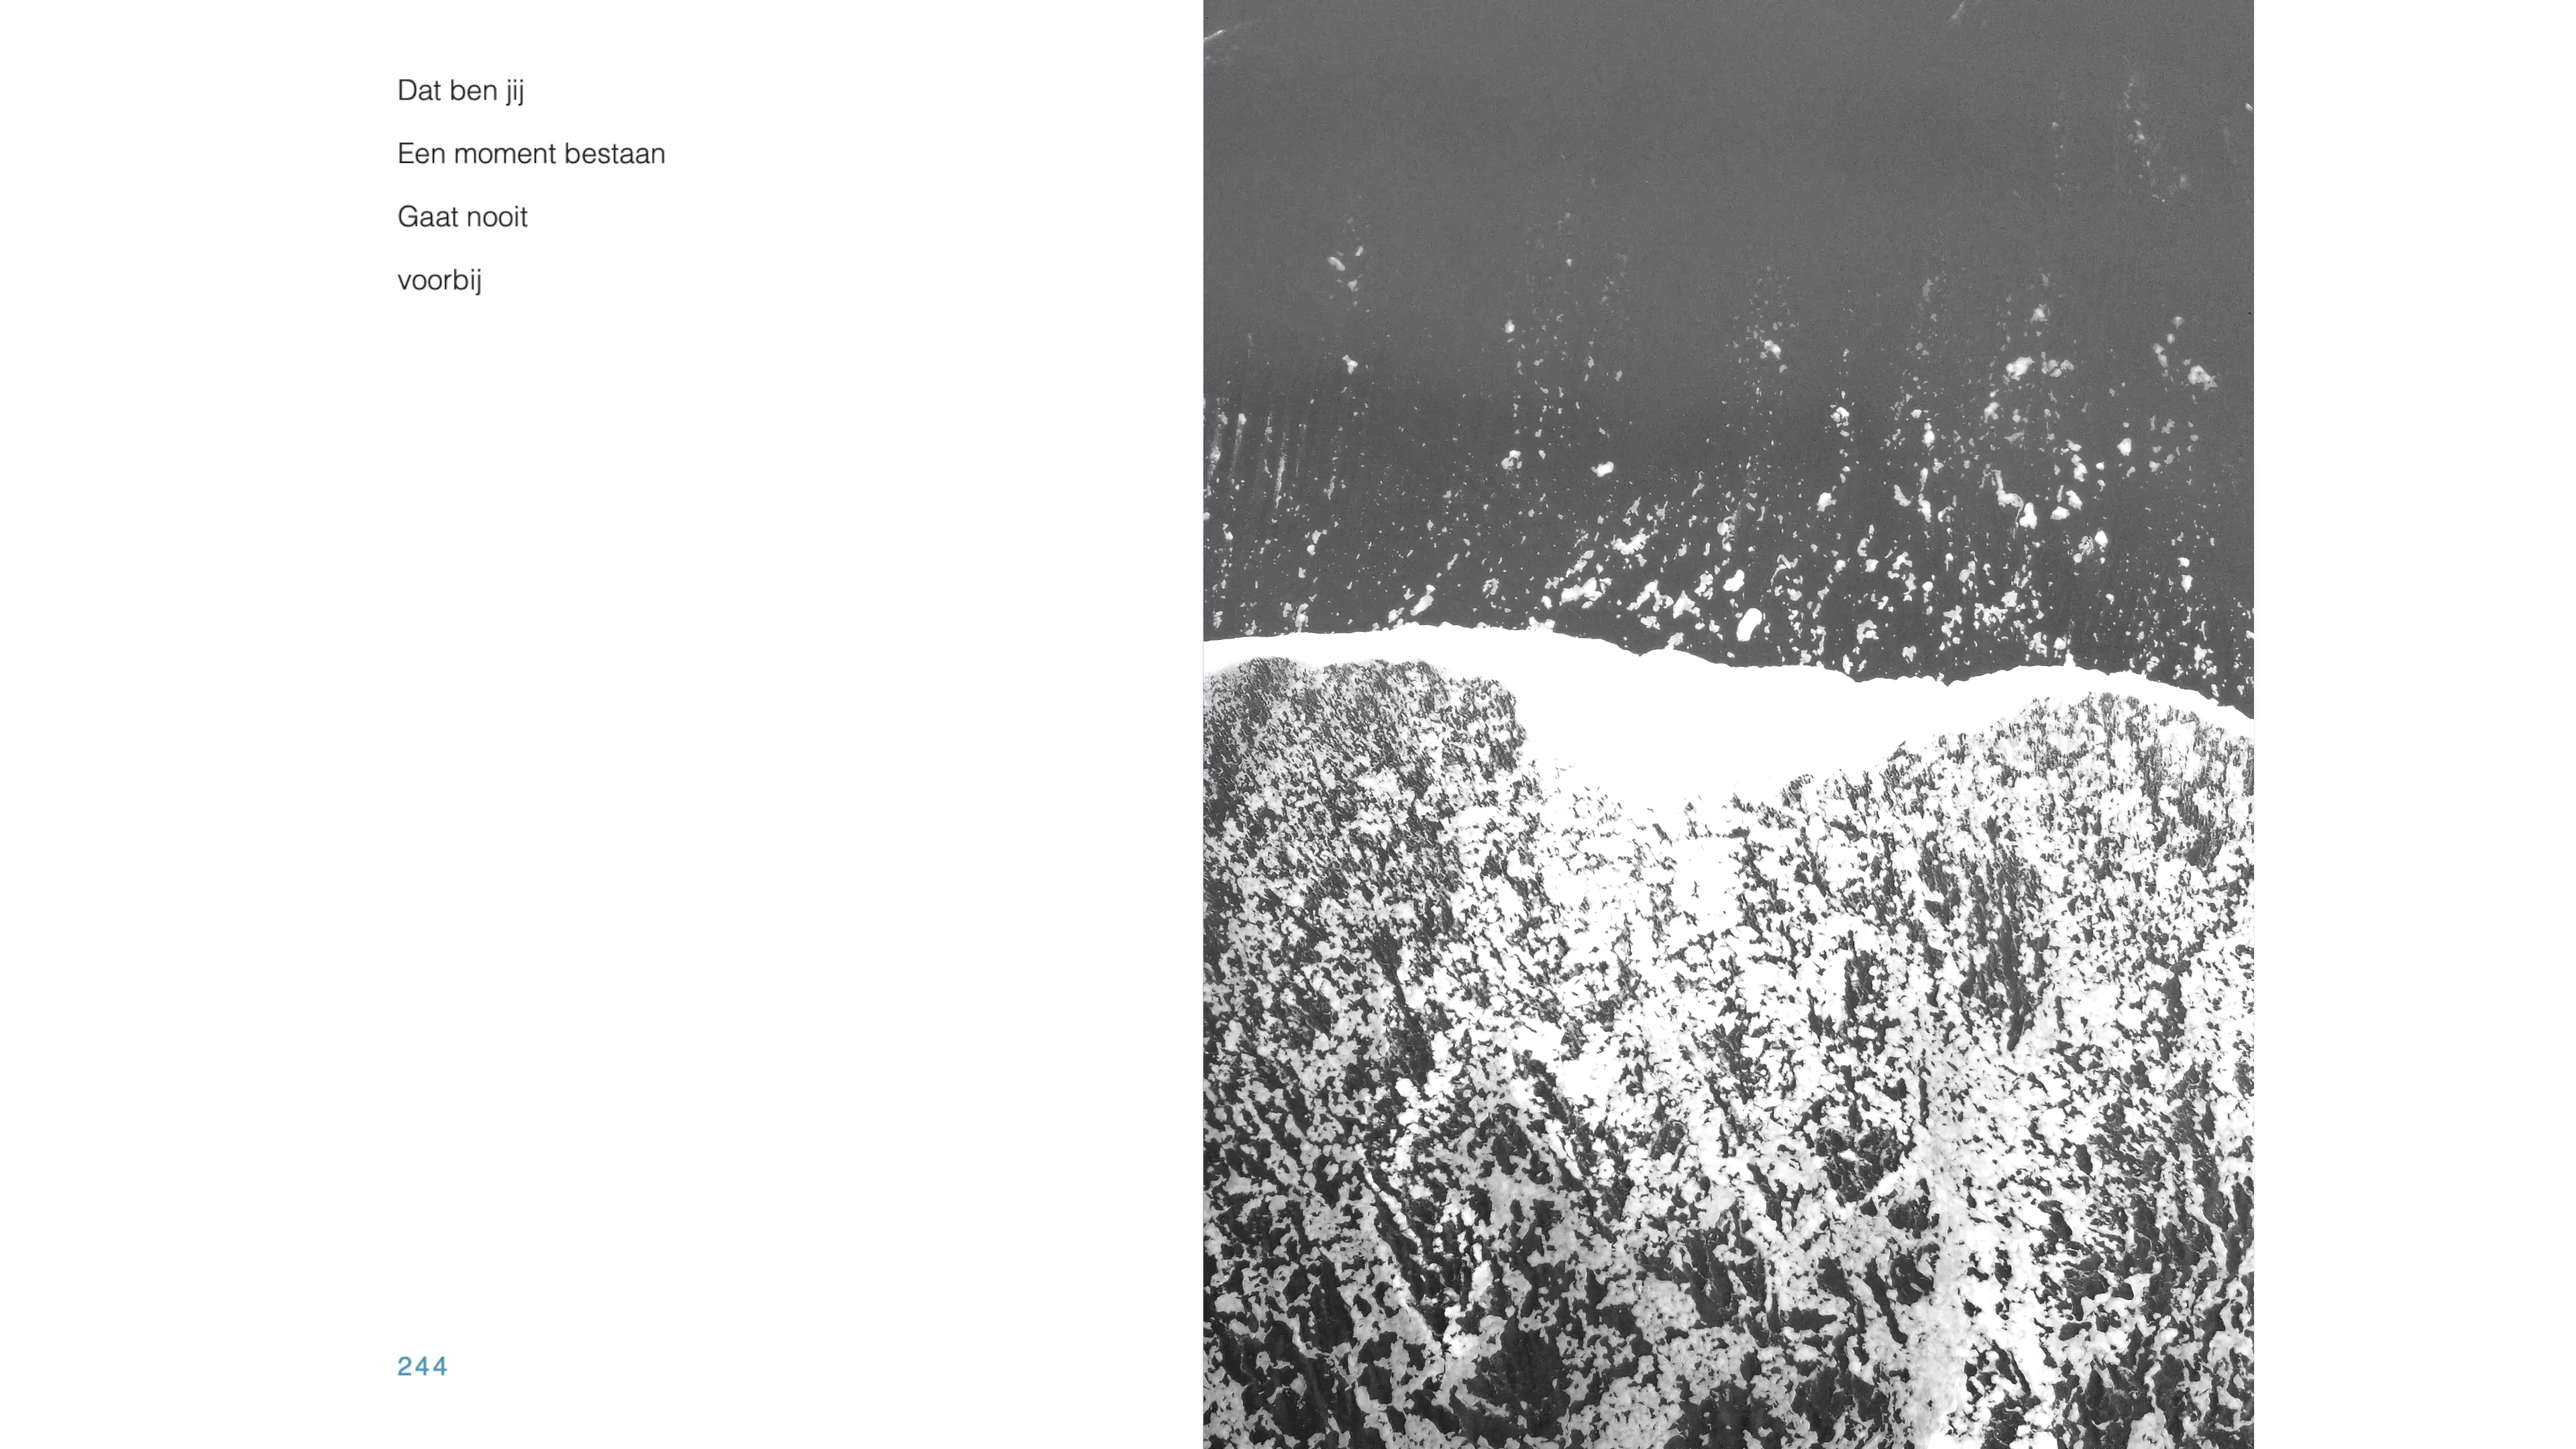 Dat ben jij
Een moment bestaan
Gaat nooit
voorbij
244